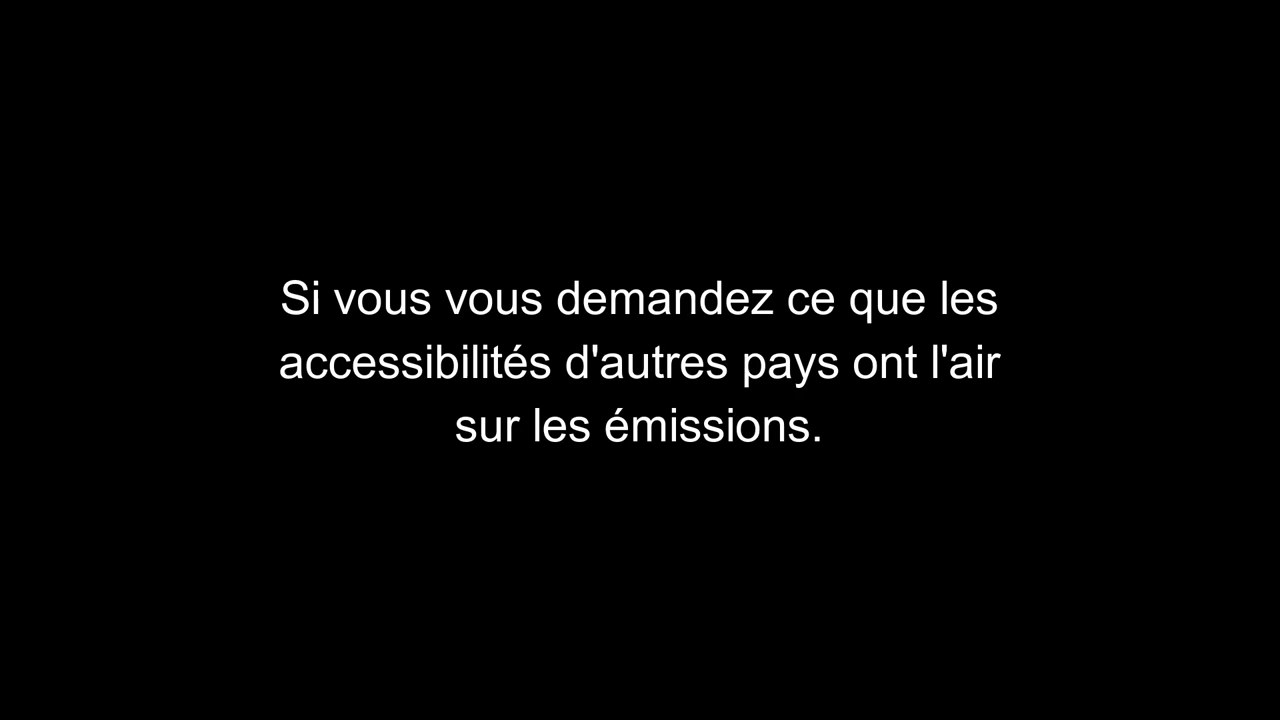 Si vous vous demandez ce que les
accessibilités d'autres pays ont l'air
sur les émissions.